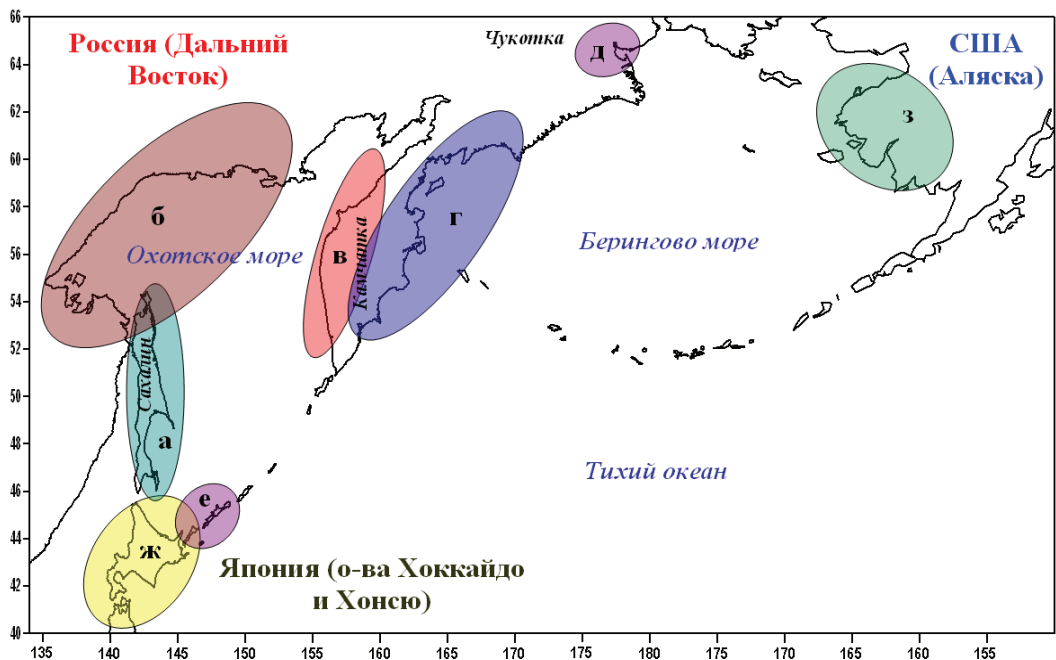 66
64
62
60
58
56
54
52
50
48
46
44
42
40
Россия (Дальний
Восток)
Чукотка
д
США
(Аляска)
з
б
Охотское море
в
Камчатка
г
Берингово море
Сахалин
а
Тихий океан
е
ж
Япония (о-ва Хоккайдо
и Хонсю)
135 140 145 150 155 160 165 170 175 180 175 170 165 160 155